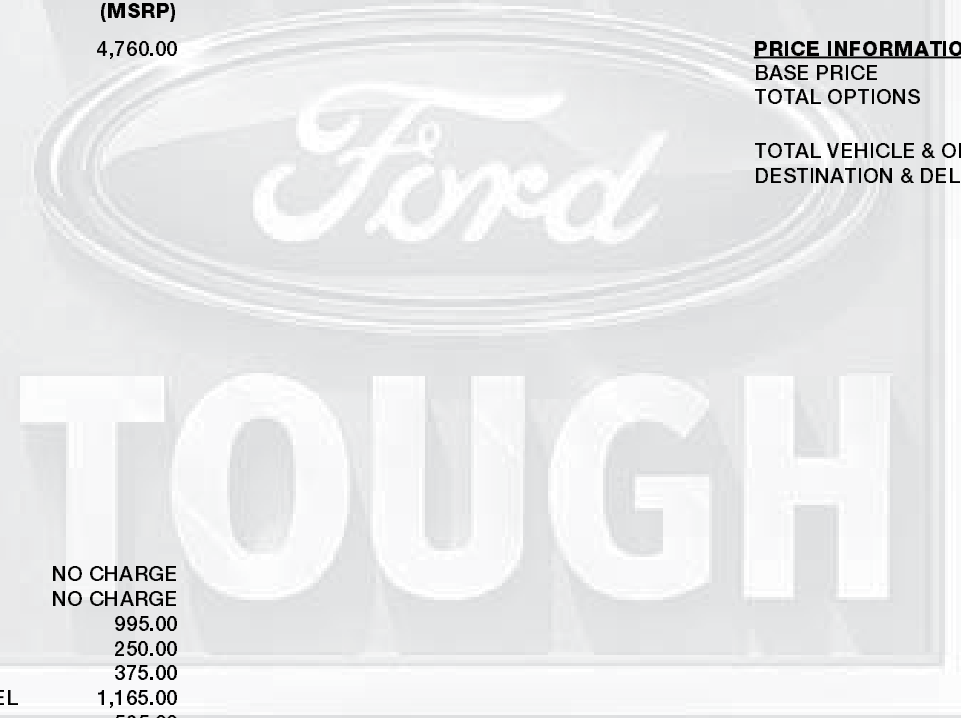 (MSRP)
4,760.00
PRICE INFORMATIO
BASE PRICE
TOTAL OPTIONS
TOTAL VEHICLE & O
DESTINATION & DEL
Ford
TOUGH
NO CHARGE
NO CHARGE
995.00
250.00
375.00
EL 1,165.00